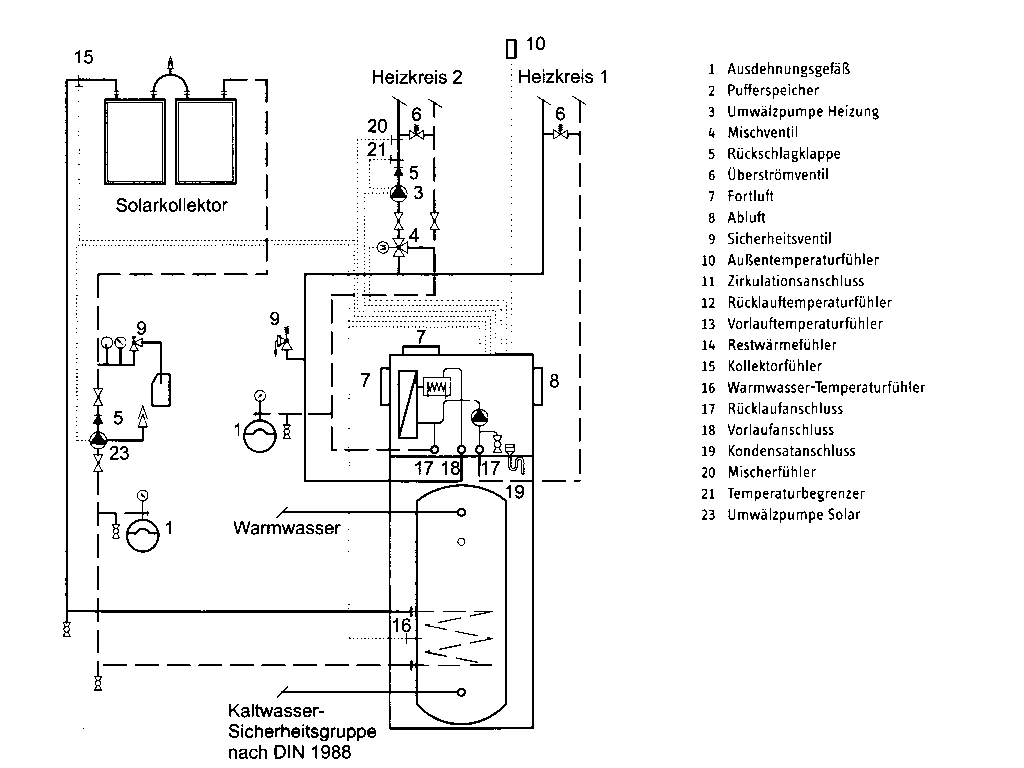 15
10
Heizkreis 2
Heizkreis 1
6
6
20
21
5
3
4
M
Solarkollektor
9
9
7
7
8
5
23
1
1
17
18
17
19
Warmwasser
16
Kaltwasser-
Sicherheitsgruppe
nach DIN 1988
1 Ausdehnungsgefäß
2 Pufferspeicher
3 Umwälzpumpe Heizung
4 Mischventil
5 Rückschlagklappe
6 Überströmventil
7 Fortluft
8 Abluft
9 Sicherheitsventil
10 Außentemperaturfühler
11 Zirkulationsanschluss
12 Rücklauftemperaturfühler
13 Vorlauftemperaturfühler
14 Restwärmefühler
15 Kollektorfühler
16 Warmwasser-Temperaturfühler
17 Rücklaufanschluss
18 Vorlaufanschluss
19 Kondensatanschluss
20 Mischerfühler
21 Temperaturbegrenzer
23 Umwälzpumpe Solar